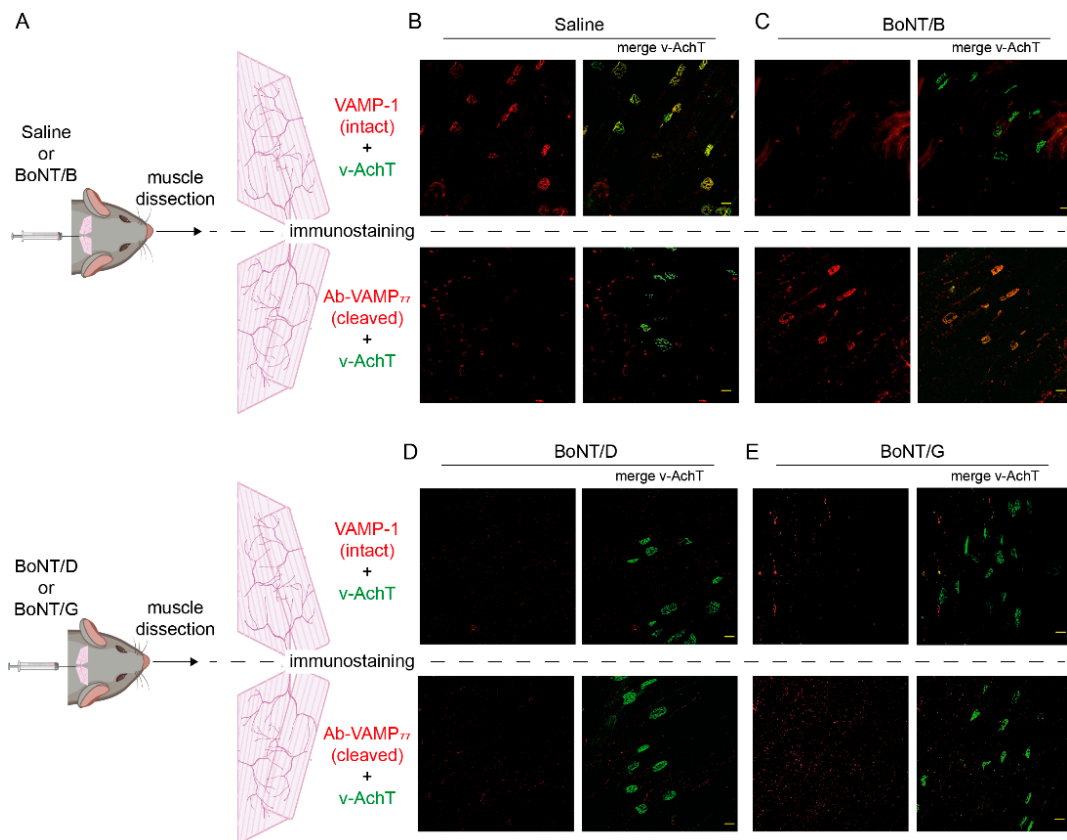 A
Saline
or
BoNT/B
muscle
dissection
VAMP-1
(intact)
+
v-AchT
immunostaining
Ab-VAMP₇₇
(cleaved)
+
v-AchT
B
Saline
merge v-AchT
C
BoNT/B
merge v-AchT
BoNT/D
or
BoNT/G
muscle
dissection
VAMP-1
(intact)
+
v-AchT
immunostaining
Ab-VAMP₇₇
(cleaved)
+
v-AchT
D
BoNT/D
merge v-AchT
E
BoNT/G
merge v-AchT